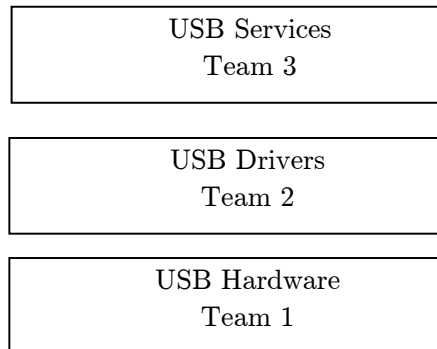 USB Services
Team 3
USB Drivers
Team 2
USB Hardware
Team 1